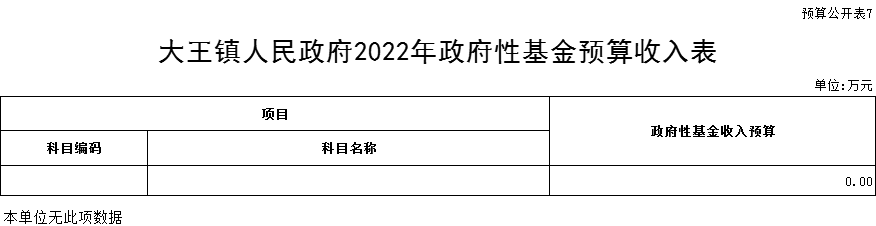 预算公开表7
大王镇人民政府2022年政府性基金预算收入表
单位:万元
项目
政府性基金收入预算
科目编码 科目名称
0.00
本单位无此项数据